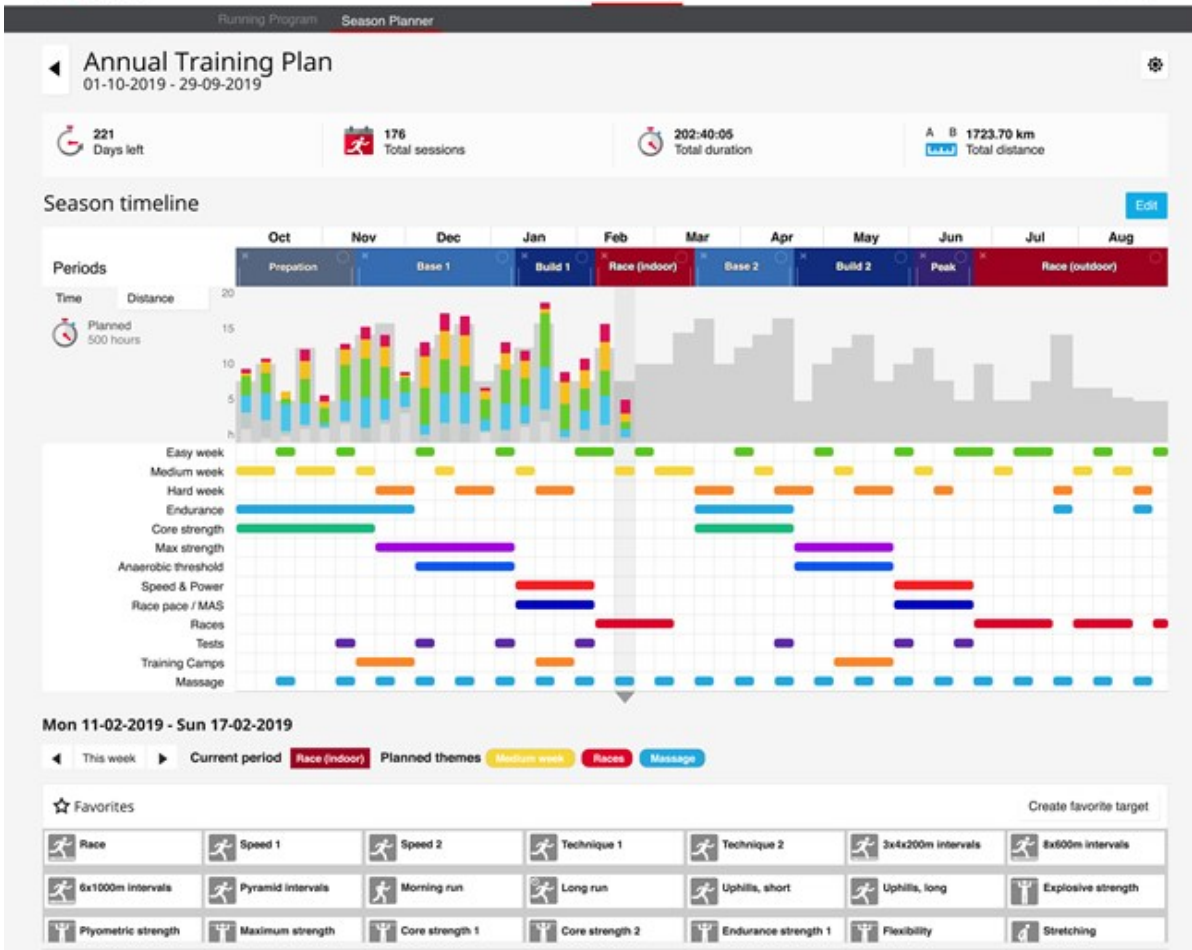 Running Program Season Planner
Annual Training Plan
01-10-2019 - 29-09-2019
221
Days left
176
Total sessions
202:40:05
Total duration
A B 1723.70 km
Total distance
Season timeline
Edit
Oct Nov Dec Jan Feb Mar Apr May Jun Jul Aug
Periods
Prepation Base 1 Build 1 Race (indoor) Base 2 Build 2 Peak Race (outdoor)
Time Distance
Planned
500 hours
20
15
10
5
h
Easy week
Medium week
Hard week
Endurance
Core strength
Max strength
Anaerobic threshold
Speed & Power
Race pace / MAS
Races
Tests
Training Camps
Massage
Mon 11-02-2019 - Sun 17-02-2019
This week Current period Race (indoor) Planned themes Medium week Races Massage
Favorites Create favorite target
Race Speed 1 Speed 2 Technique 1 Technique 2 3x4x200m intervals 8x600m intervals
6x1000m intervals Pyramid intervals Morning run Long run Uphills, short Uphills, long Explosive strength
Plyometric strength Maximum strength Core strength 1 Core strength 2 Endurance strength 1 Flexibility Stretching